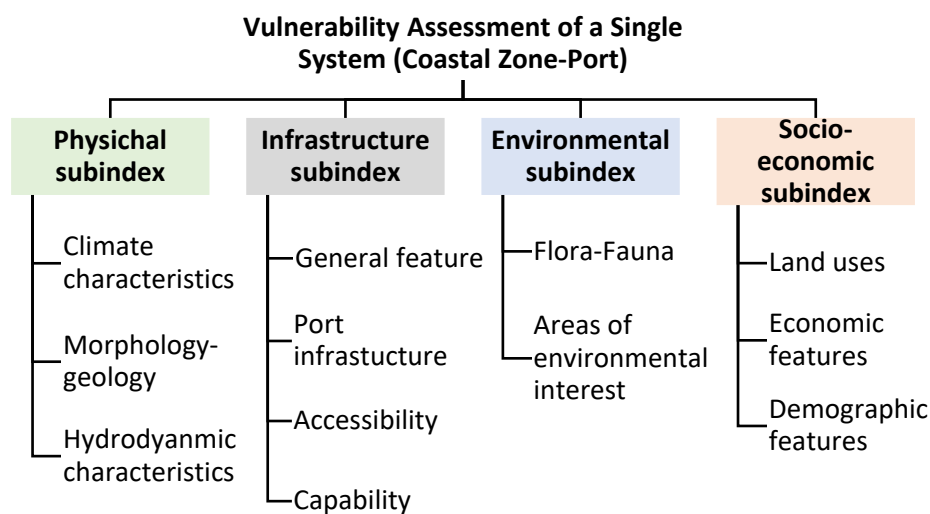 Vulnerability Assessment of a Single
System (Coastal Zone-Port)
Physichal
subindex
Climate
characteristics
Morphology-
geology
Hydrodyanmic
characteristics
Infrastructure
subindex
General feature
Port
infrastucture
Accessibility
Capability
Environmental
subindex
Flora-Fauna
Areas of
environmental
interest
Socio-
economic
subindex
Land uses
Economic
features
Demographic
features